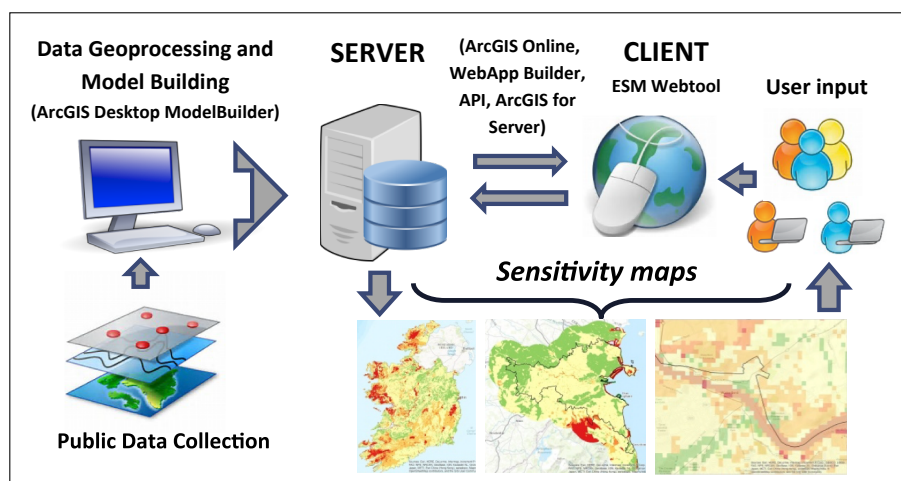 Data Geoprocessing and
Model Building
(ArcGIS Desktop ModelBuilder)
SERVER
(ArcGIS Online,
WebApp Builder,
API, ArcGIS for
Server)
CLIENT
ESM Webtool
User input
Sensitivity maps
Public Data Collection